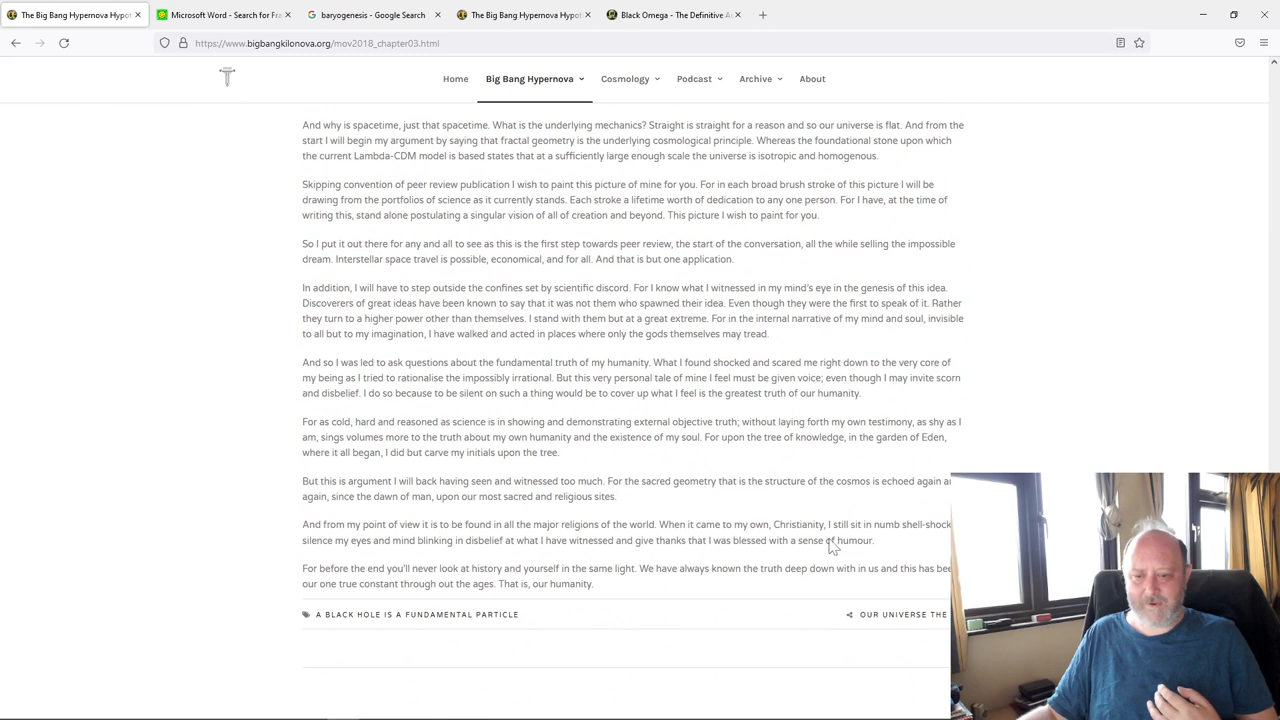 The Big Bang Hypernova Hypot
Microsoft Word - Search for Fra
baryogenesis - Google Search
The Big Bang Hypernova Hypot
Black Omega - The Definitive A
https://www.bigbangkilonova.org/mov2018_chapter03.html
Home Big Bang Hypernova Cosmology Podcast Archive About
And why is spacetime, just that spacetime. What is the underlying mechanics? Straight is straight for a reason and so our universe is flat. And from the
start I will begin my argument by saying that fractal geometry is the underlying cosmological principle. Whereas the foundational stone upon which
the current Lambda-CDM model is based states that at a sufficiently large enough scale the universe is isotropic and homogenous.
Skipping convention of peer review publication I wish to paint this picture of mine for you. For in each broad brush stroke of this picture I will be
drawing from the portfolios of science as it currently stands. Each stroke a lifetime worth of dedication to any one person. For I have, at the time of
writing this, stand alone postulating a singular vision of all of creation and beyond. This picture I wish to paint for you.
So I put it out there for any and all to see as this is the first step towards peer review, the start of the conversation, all the while selling the impossible
dream. Interstellar space travel is possible, economical, and for all. And that is but one application.
In addition, I will have to step outside the confines set by scientific discord. For I know what I witnessed in my mind's eye in the genesis of this idea.
Discoverers of great ideas have been known to say that it was not them who spawned their idea. Even though they were the first to speak of it. Rather
they turn to a higher power other than themselves. I stand with them but at a great extreme. For in the internal narrative of my mind and soul, invisible
to all but to my imagination, I have walked and acted in places where only the gods themselves may tread.
And so I was led to ask questions about the fundamental truth of my humanity. What I found shocked and scared me right down to the very core of
my being as I tried to rationalise the impossibly irrational. But this very personal tale of mine I feel must be given voice; even though I may invite scorn
and disbelief. I do so because to be silent on such a thing would be to cover up what I feel is the greatest truth of our humanity.
For as cold, hard and reasoned as science is in showing and demonstrating external objective truth; without laying forth my own testimony, as shy as I
am, sings volumes more to the truth about my own humanity and the existence of my soul. For upon the tree of knowledge, in the garden of Eden,
where it all began, I did but carve my initials upon the tree.
But this is argument I will back having seen and witnessed too much. For the sacred geometry that is the structure of the cosmos is echoed again a
again, since the dawn of man, upon our most sacred and religious sites.
And from my point of view it is to be found in all the major religions of the world. When it came to my own, Christianity, I still sit in numb shell-shock
silence my eyes and mind blinking in disbelief at what I have witnessed and give thanks that I was blessed with a sense of humour.
For before the end you'll never look at history and yourself in the same light. We have always known the truth deep down with in us and this has bee
our one true constant through out the ages. That is, our humanity.
A BLACK HOLE IS A FUNDAMENTAL PARTICLE
OUR UNIVERSE THE